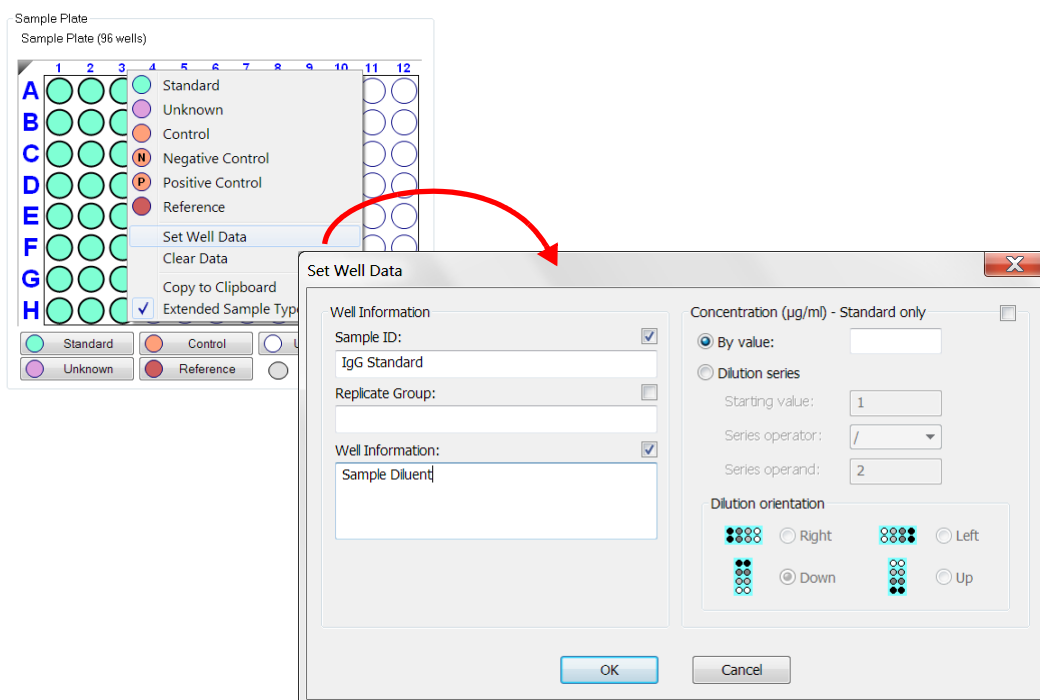 Sample Plate
Sample Plate (96 wells)
1 2 3 4 5 6 7 8 9 10 11 12
A
B
C
D
E
F
G
H
Standard
Unknown
Control
N Negative Control
P Positive Control
Reference
Set Well Data
Clear Data
Copy to Clipboard
Extended Sample Type
Standard Control U
Unknown Reference
Set Well Data
Well Information
Sample ID:
IgG Standard
Replicate Group:
Well Information:
Sample Diluent
Concentration (µg/ml) - Standard only
By value:
Dilution series
Starting value: 1
Series operator: /
Series operand: 2
Dilution orientation
Right Left
Down Up
OK Cancel